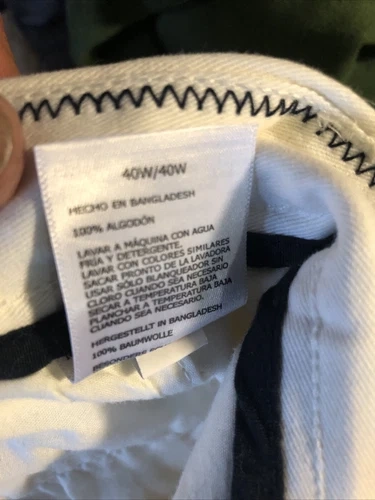 40W/40W
HECHO EN BANGLADESH
100% ALGODÓN
LAVAR A MÁQUINA CON AGUA
FRÍA Y DETERGENTE.
LAVAR CON COLORES SIMILARES
SACAR PRONTO DE LA LAVADORA
USAR SÓLO BLANQUEADOR SIN
CLORO CUANDO SEA NECESARIO
SECAR A TEMPERATURA BAJA
PLANCHAR A TEMPERATURA BAJA
CUANDO SEA NECESARIO.
HERGESTELLT IN BANGLADESH
100% BAUMWOLLE